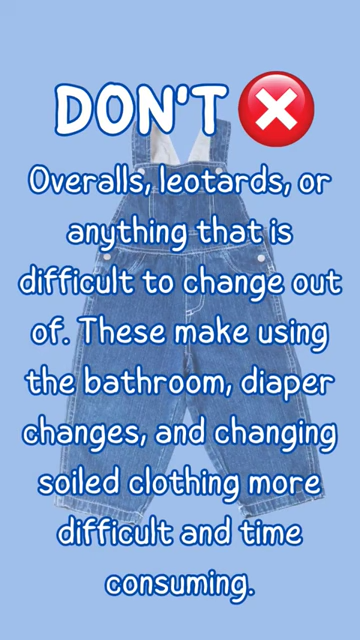 DON'T
Overalls, leotards, or
anything that is
difficult to change out
of. These make using
the bathroom, diaper
changes, and changing
soiled clothing more
difficult and time
consuming.